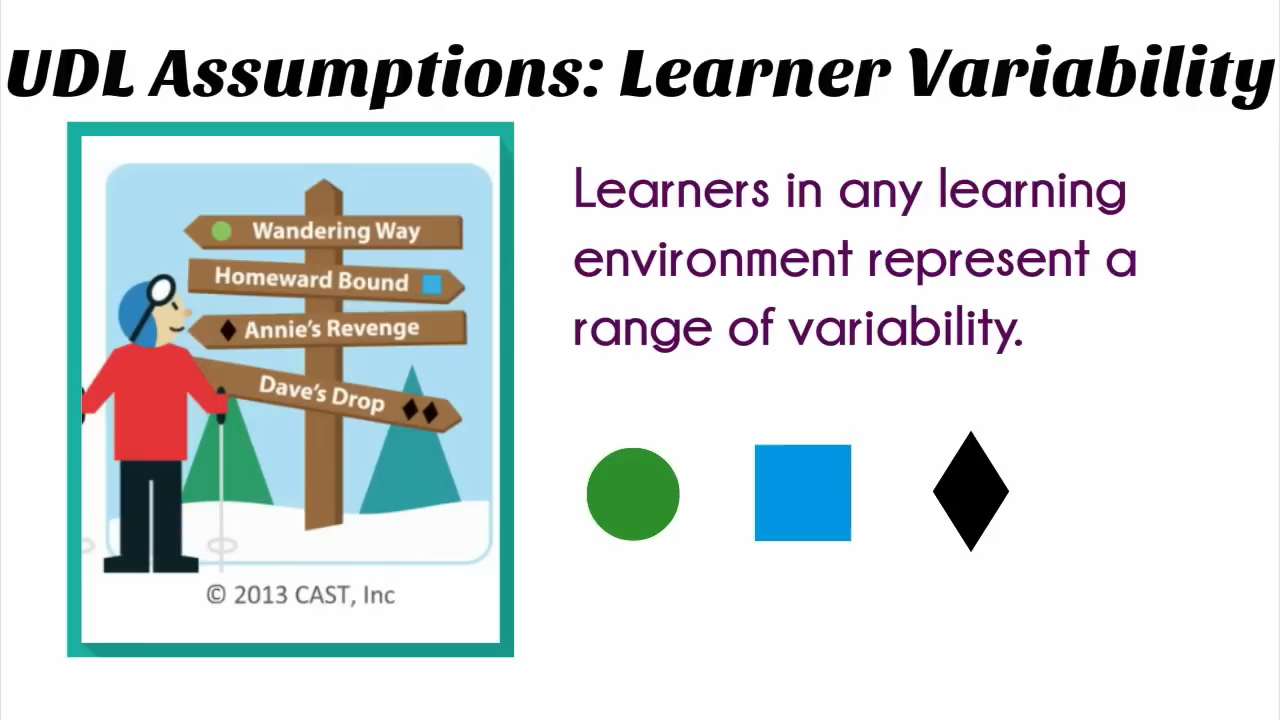 UDL Assumptions: Learner Variability
Wandering Way
Homeward Bound
Annie's Revenge
Dave's Drop
© 2013 CAST, Inc
Learners in any learning
environment represent a
range of variability.